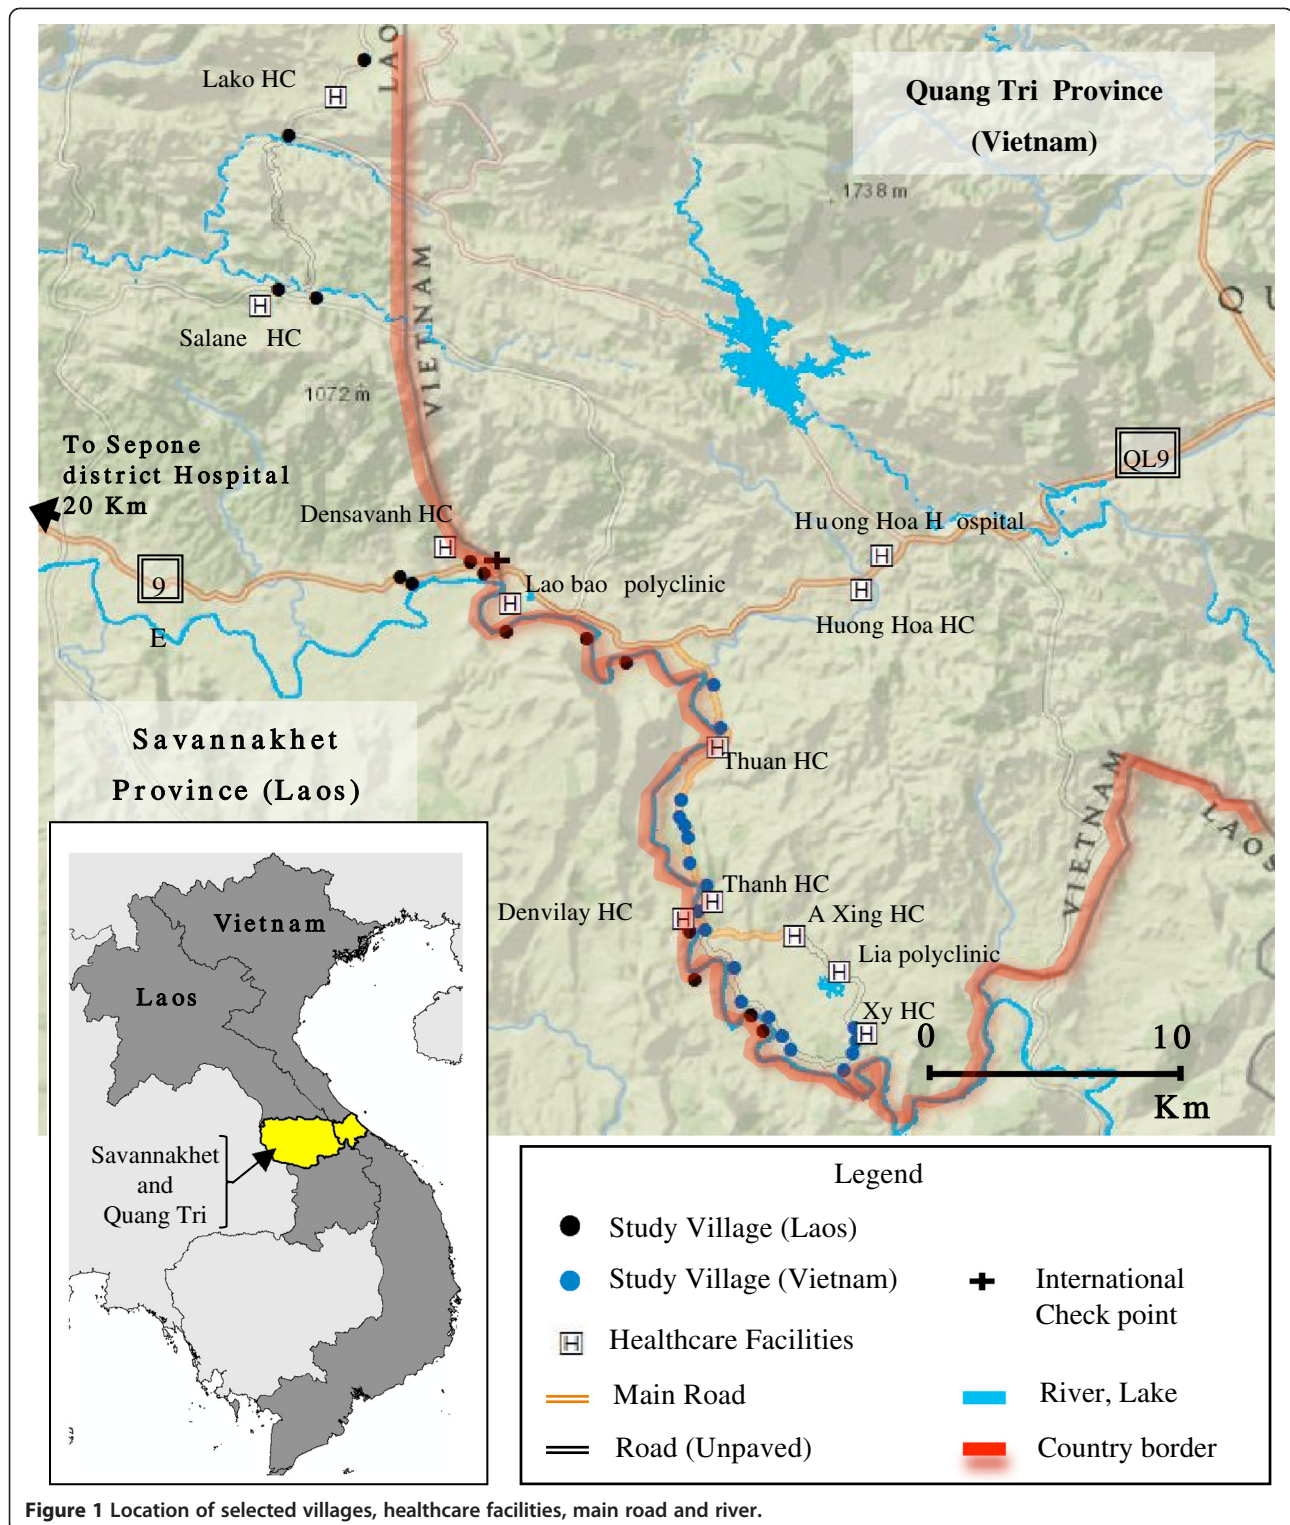 LAO
Lako HC
H
Quang Tri Province
(Vietnam)
1738 m
VIETNAM
QU
H
Salane HC
1072 m
To Sepone
district Hospital
20 Km
QL9
Densavanh HC
H
Huong Hoa H ospital
H
9
E
Lao bao polyclinic
H
H
Huong Hoa HC
Savannakhet
Province (Laos)
H
Thuan HC
VIETNAM
LAOS
Thanh HC
H
Denvilay HC
H
A Xing HC
H
Lia polyclinic
H
Xy HC
H
0 10
Km
Vietnam
Laos
Savannakhet
and
Quang Tri
Legend
Study Village (Laos)
Study Village (Vietnam)
International
Check point
H Healthcare Facilities
Main Road
River, Lake
Road (Unpaved)
Country border
Figure 1 Location of selected villages, healthcare facilities, main road and river.